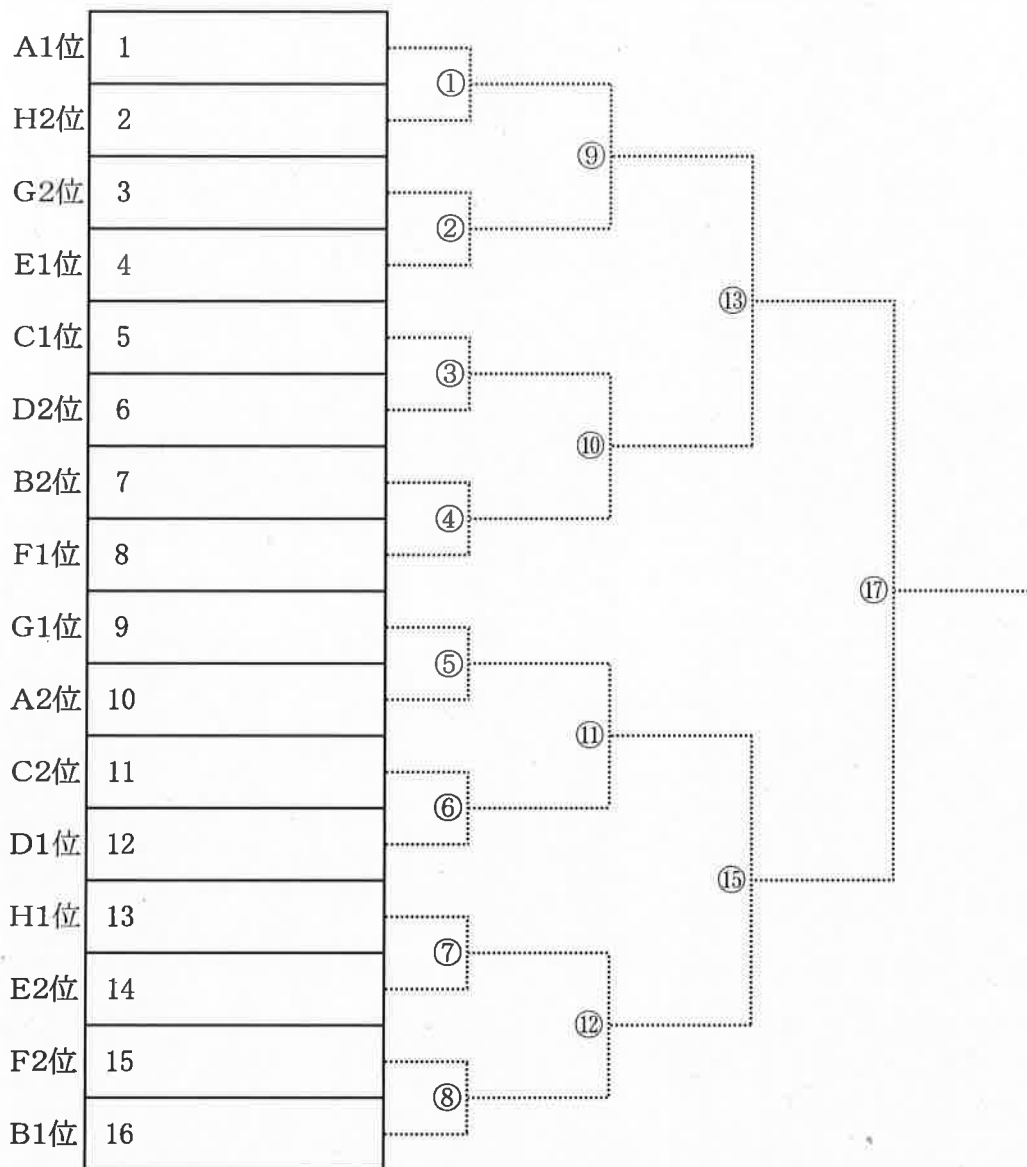 A1位 1
H2位 2
①
G2位 3
E1位 4
②
⑨
C1位 5
D2位 6
③
B2位 7
F1位 8
④
⑩
⑬
G1位 9
A2位 10
⑤
C2位 11
D1位 12
⑥
⑪
H1位 13
E2位 14
⑦
F2位 15
B1位 16
⑧
⑫
⑮
⑰